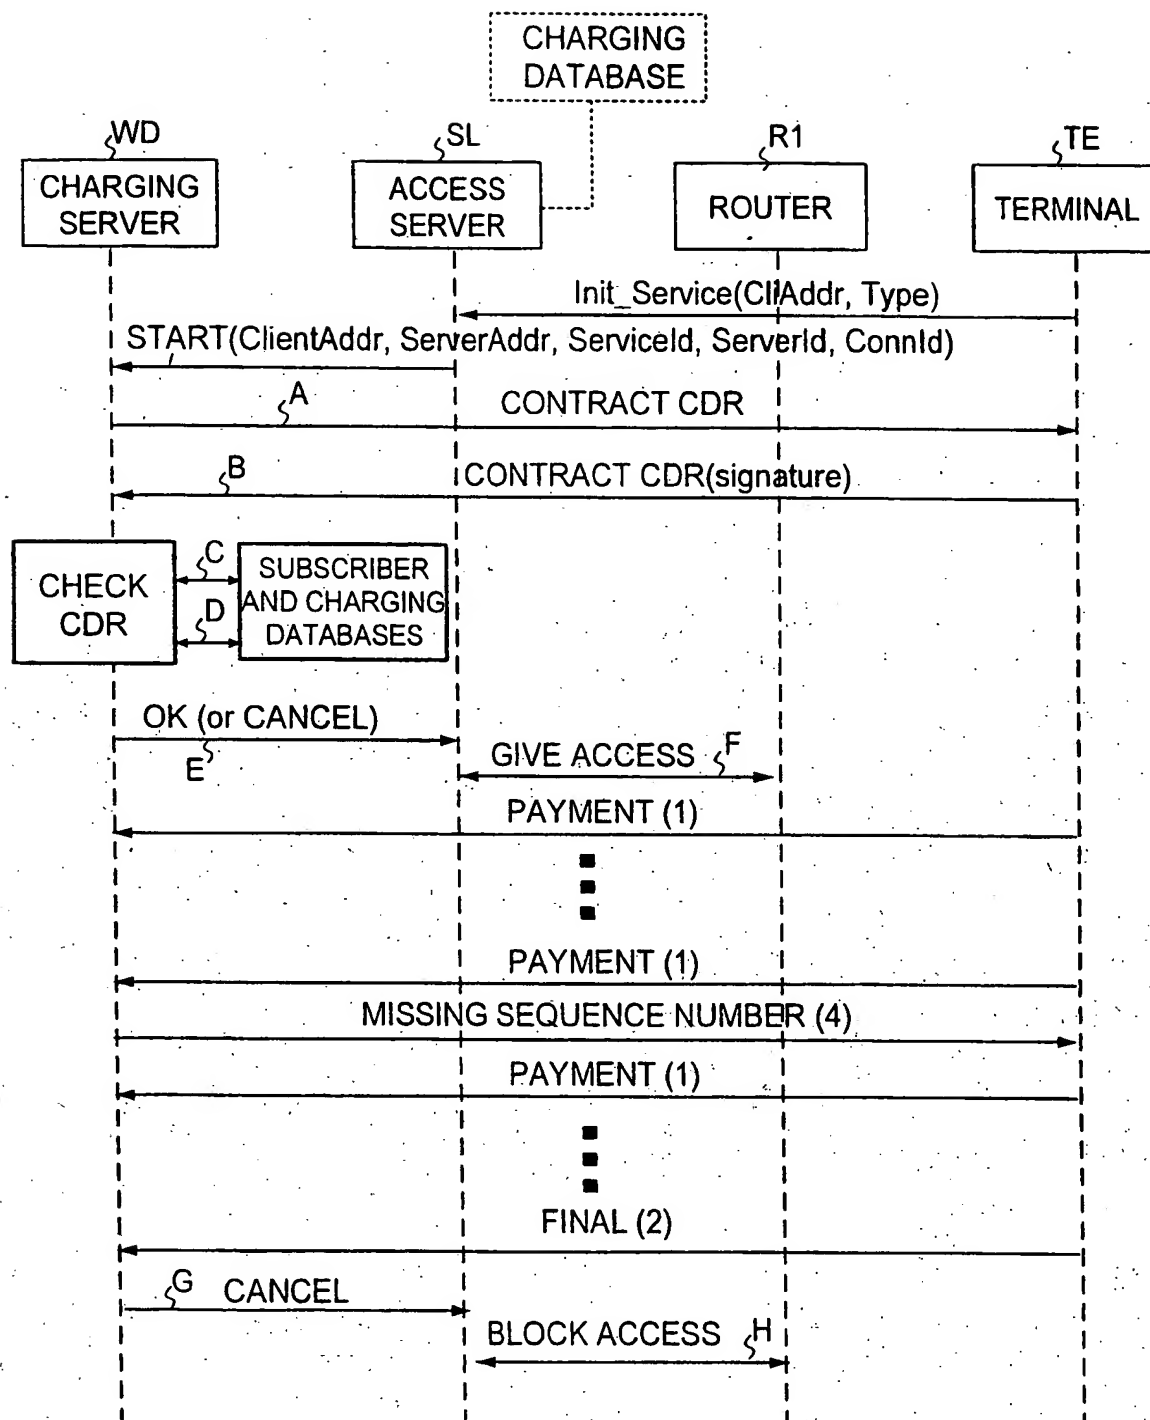 CHARGING
DATABASE
WD
SL
R1
TE
CHARGING
SERVER
ACCESS
SERVER
ROUTER
TERMINAL
Init_Service(CliAddr, Type)
START(ClientAddr, ServerAddr, ServiceId, ServerId, ConnId)
A
CONTRACT CDR
B
CONTRACT CDR(signature)
CHECK
CDR
C
D
SUBSCRIBER
AND CHARGING
DATABASES
OK (or CANCEL)
E
GIVE ACCESS
F
PAYMENT (1)
PAYMENT (1)
MISSING SEQUENCE NUMBER (4)
PAYMENT (1)
FINAL (2)
G
CANCEL
BLOCK ACCESS
H